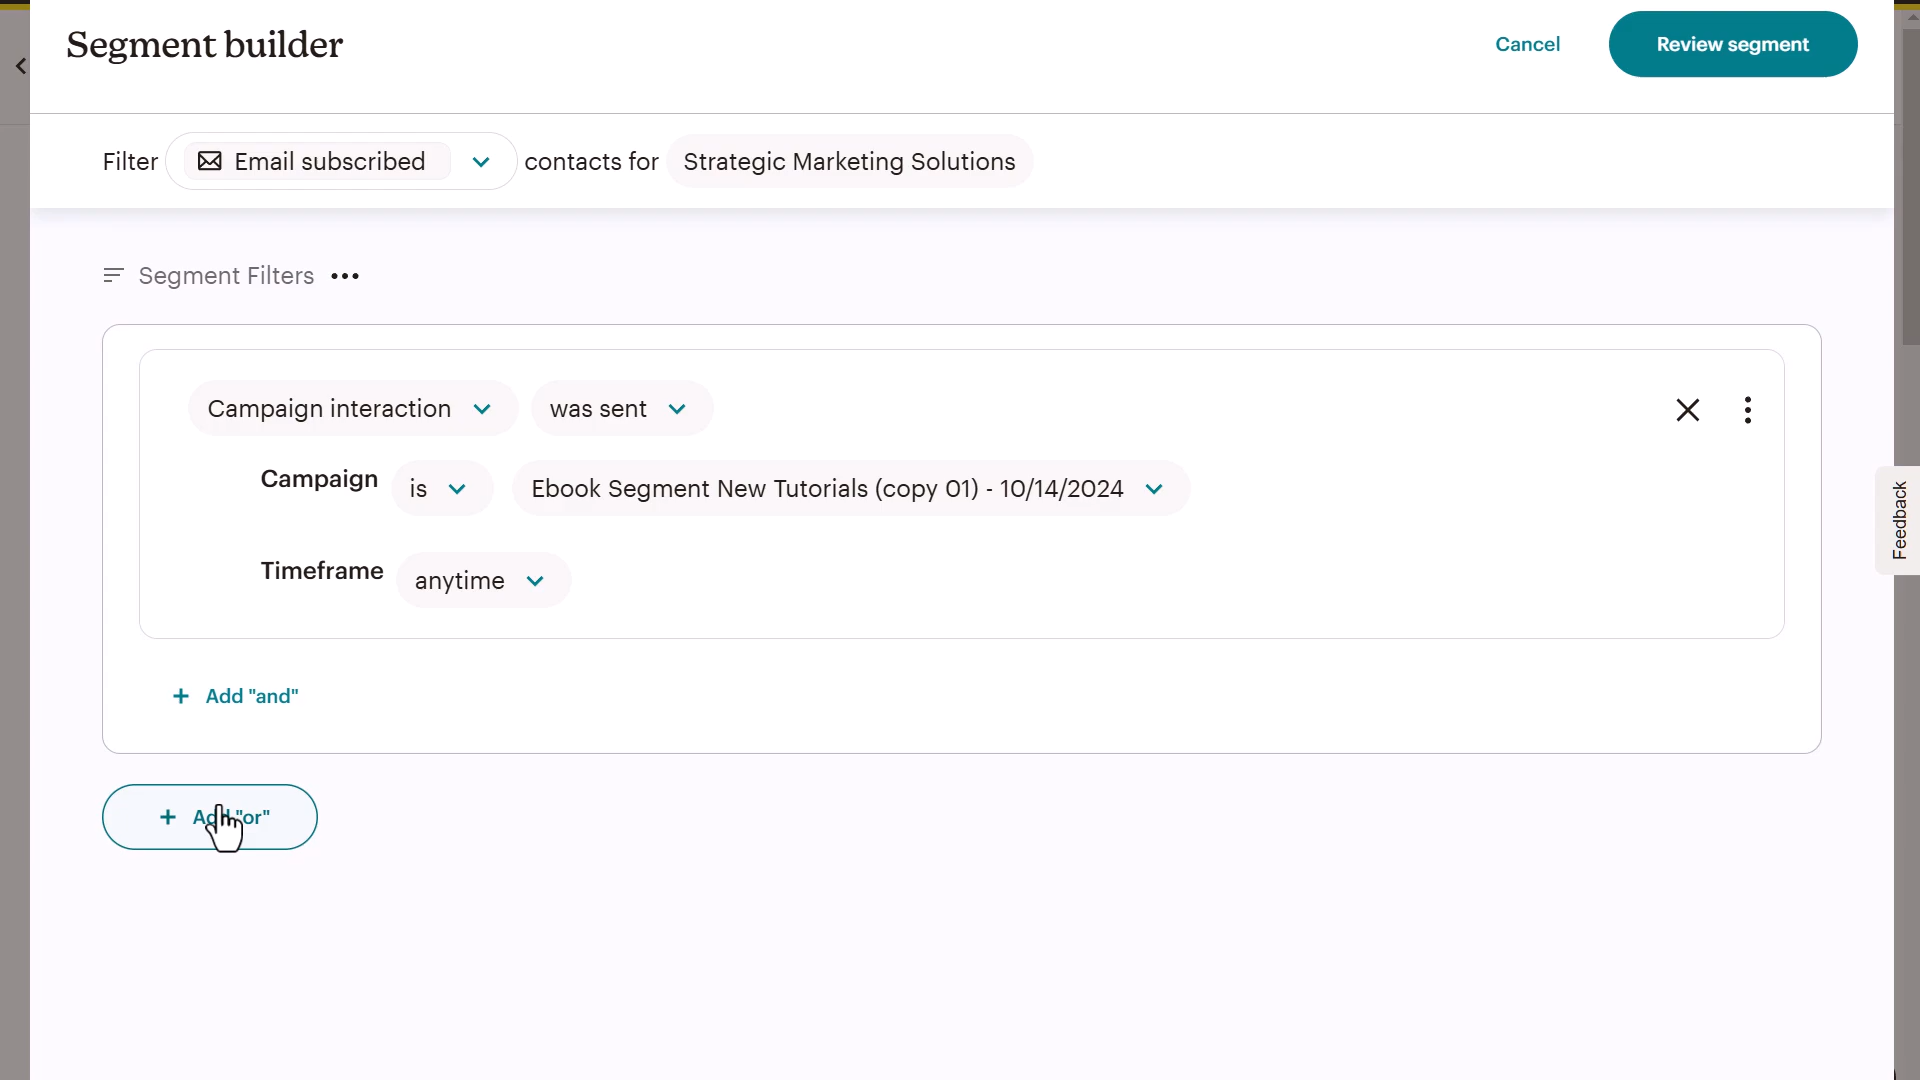 Segment builder
Cancel
Review segment
Filter Email subscribed contacts for Strategic Marketing Solutions
Segment Filters
Campaign interaction was sent
Campaign is Ebook Segment New Tutorials (copy 01) - 10/14/2024
Timeframe anytime
Feedback
+ Add "and"
+ Add "or"